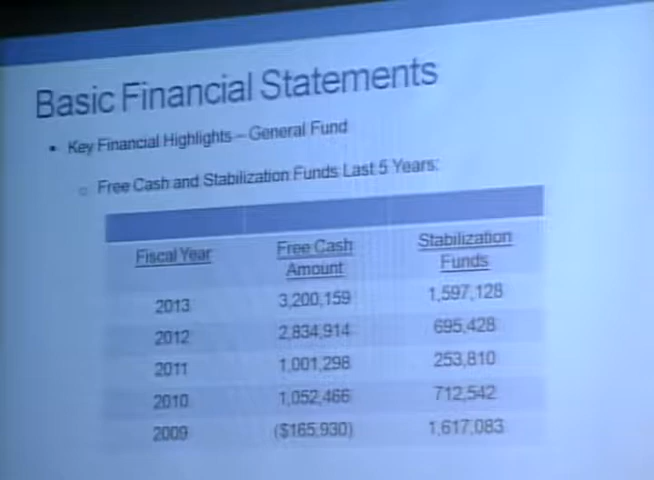 Basic Financial Statements
• Key Financial Highlights – General Fund
○ Free Cash and Stabilization Funds Last 5 Years:
Fiscal Year Free Cash Amount Stabilization Funds
2013 3,200,159 1,597,128
2012 2,834,914 695,428
2011 1,001,298 253,810
2010 1,052,466 712,542
2009 ($165,930) 1,617,083